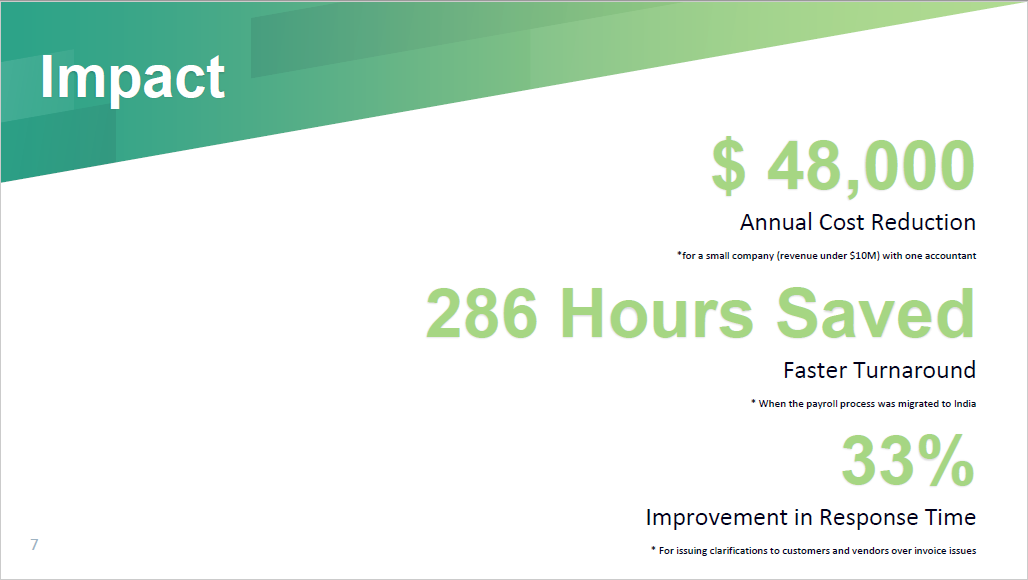 Impact
$ 48,000
Annual Cost Reduction
*for a small company (revenue under $10M) with one accountant
286 Hours Saved
Faster Turnaround
* When the payroll process was migrated to India
33%
Improvement in Response Time
* For issuing clarifications to customers and vendors over invoice issues
7